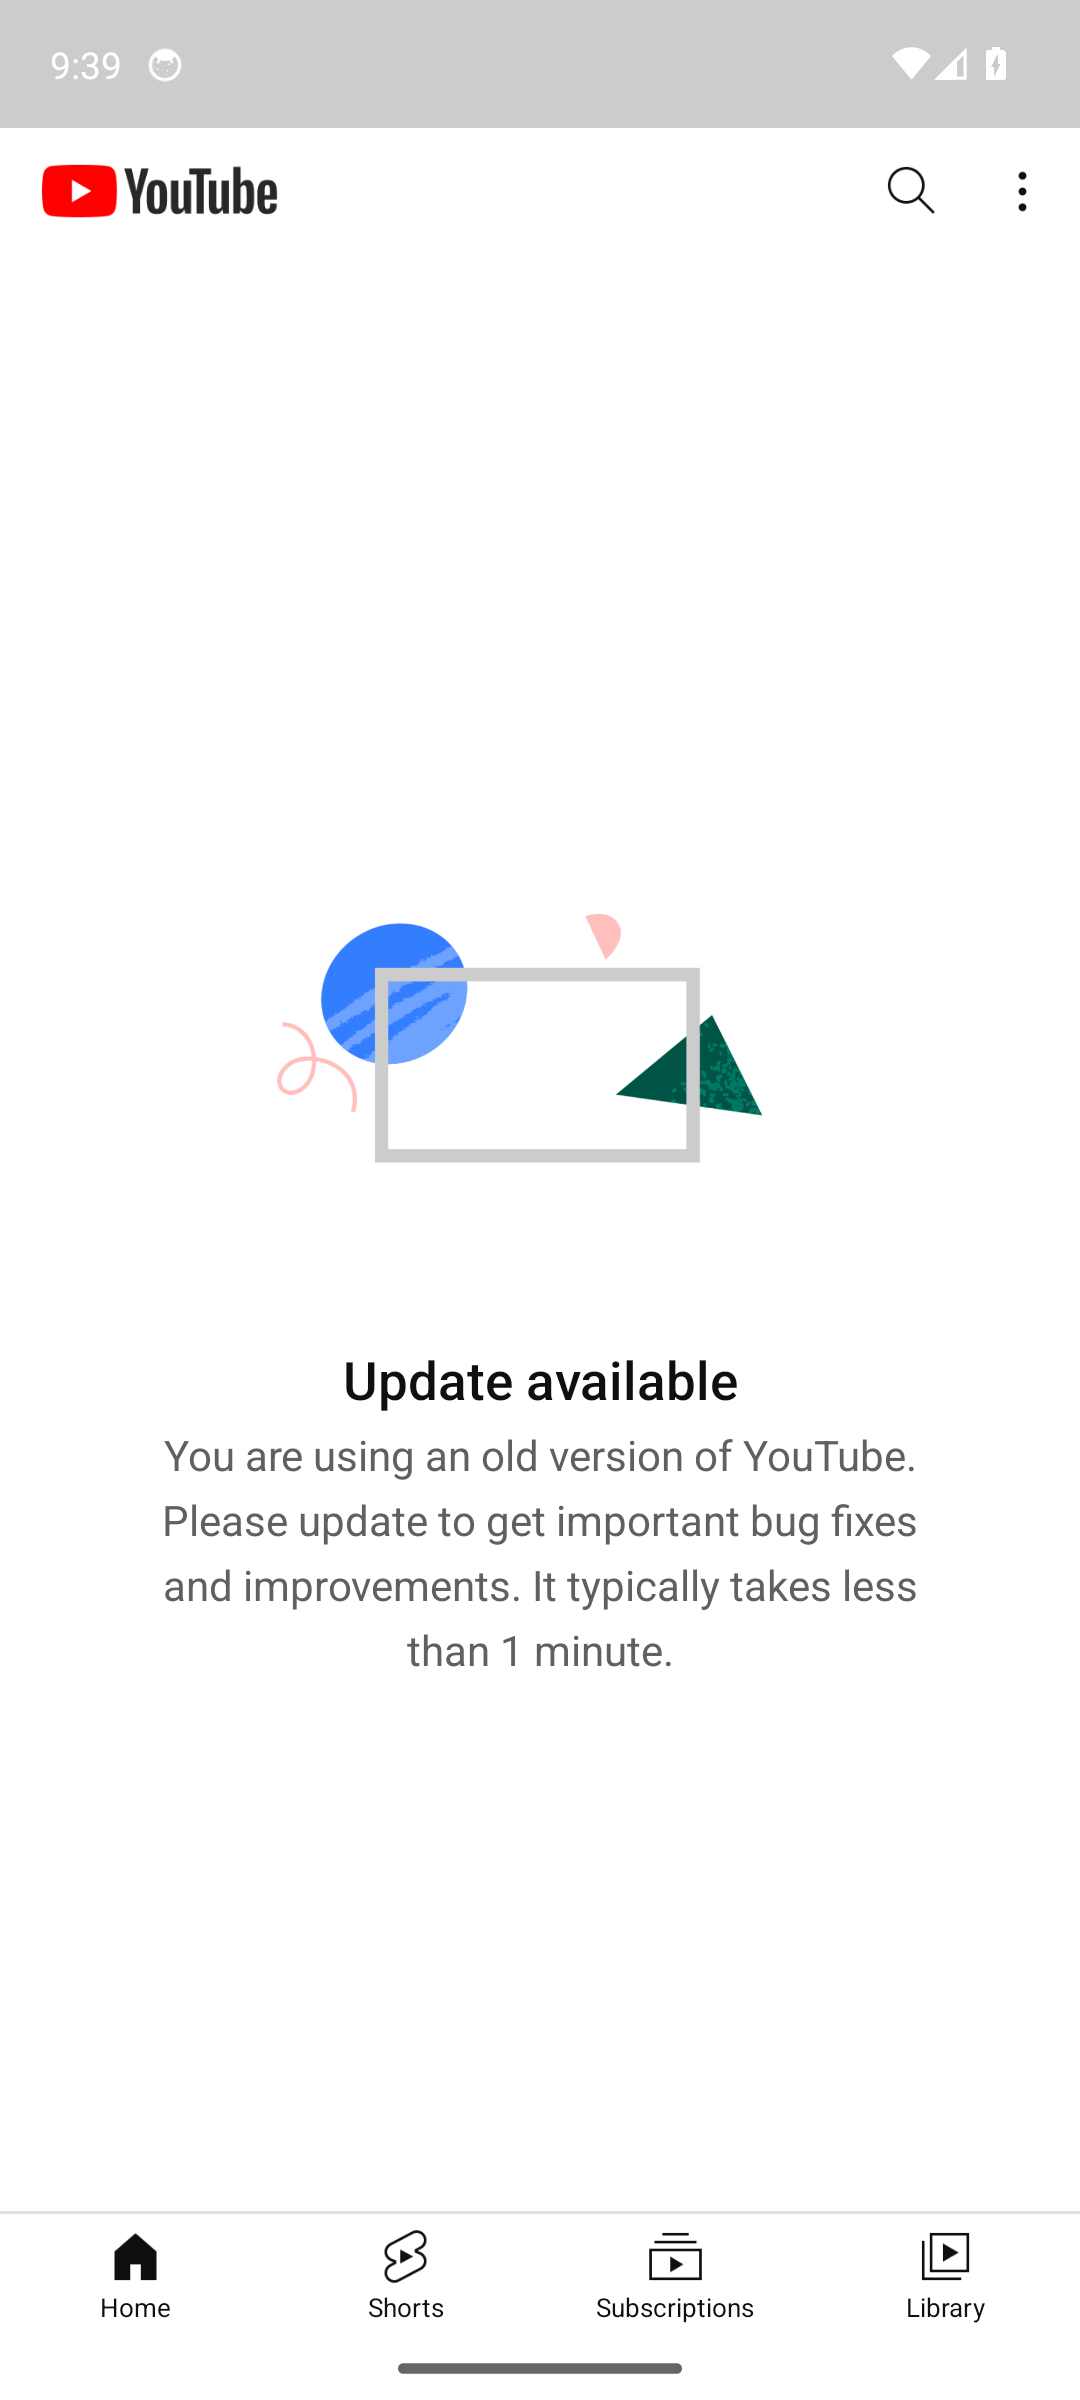 9:39
YouTube
Update available
You are using an old version of YouTube.
Please update to get important bug fixes
and improvements. It typically takes less
than 1 minute.
Home
Shorts
Subscriptions
Library